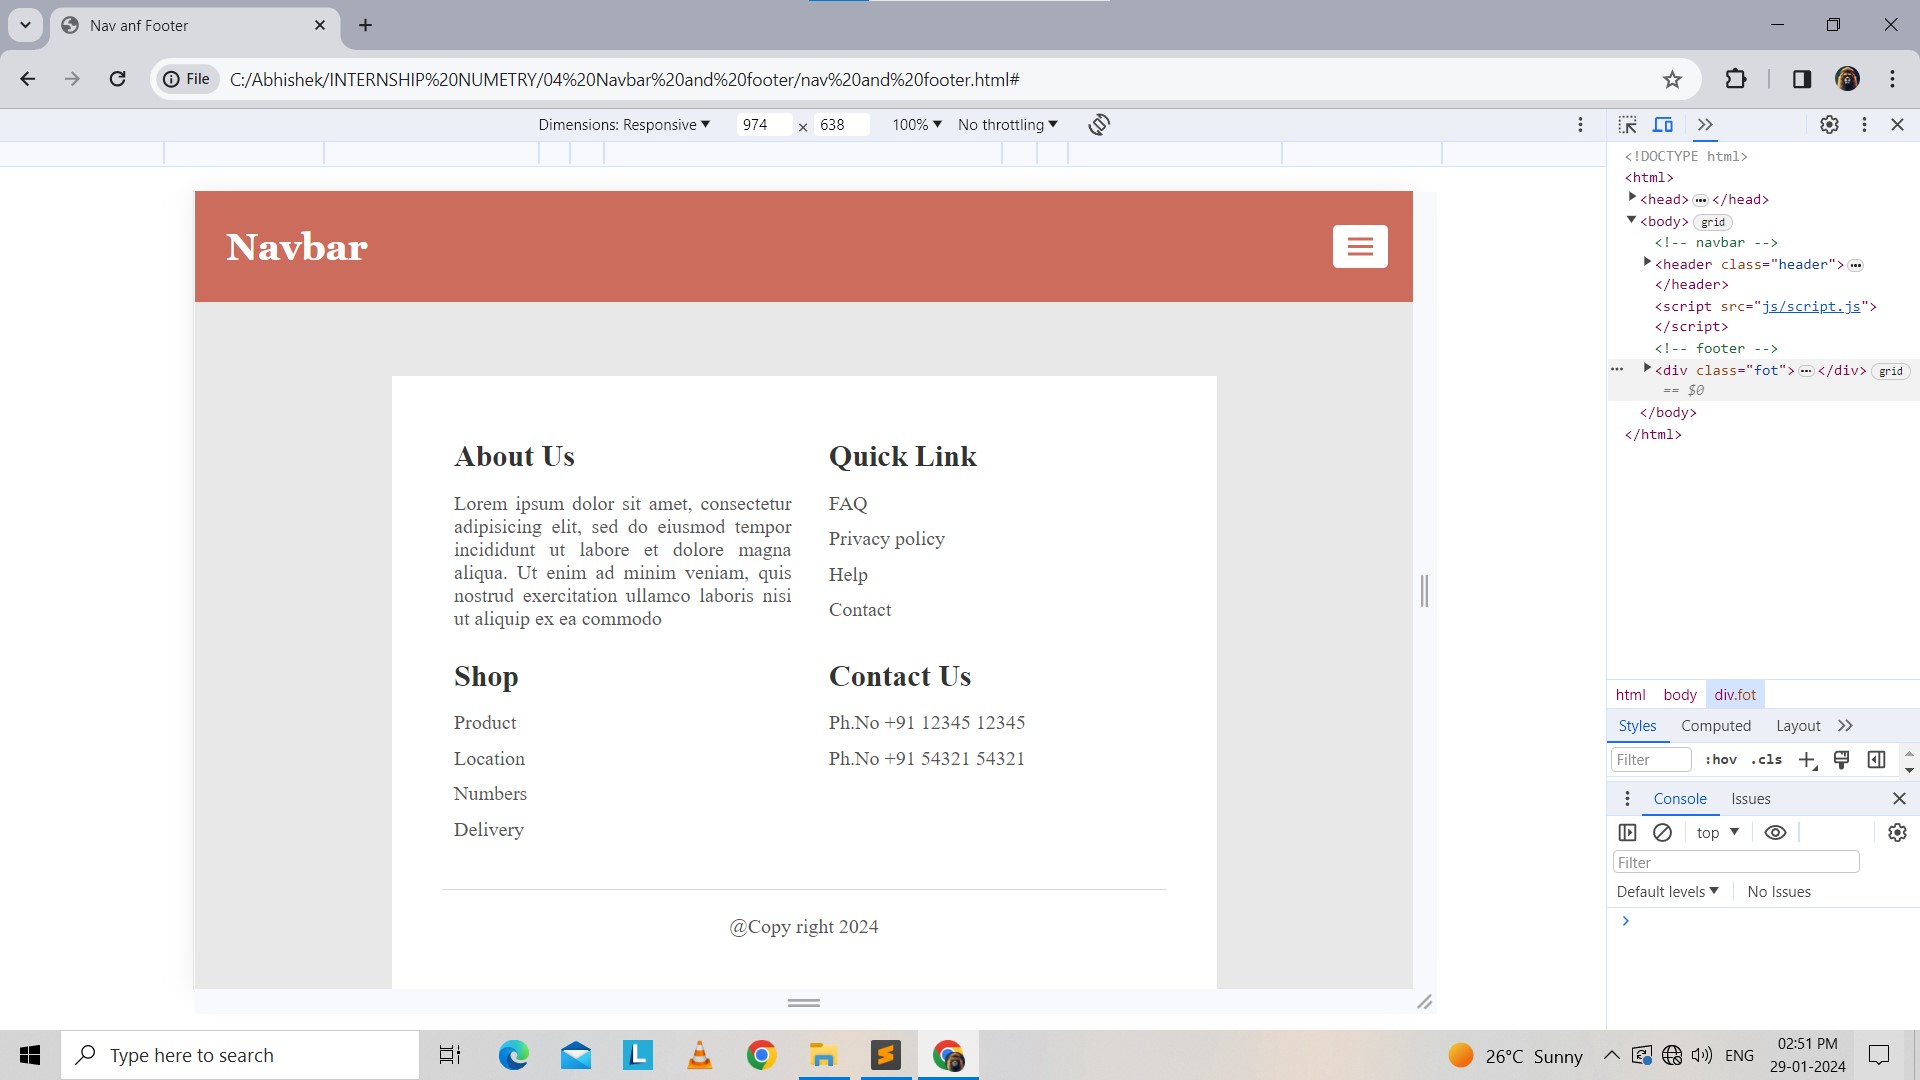 Nav anf Footer
File
C:/Abhishek/INTERNSHIP%20NUMETRY/04%20Navbar%20and%20footer/nav%20and%20footer.html#
Dimensions: Responsive
974 × 638
100%
No throttling
Navbar
About Us
Lorem ipsum dolor sit amet, consectetur
adipisicing elit, sed do eiusmod tempor
incididunt ut labore et dolore magna
aliqua. Ut enim ad minim veniam, quis
nostrud exercitation ullamco laboris nisi
ut aliquip ex ea commodo
Quick Link
FAQ
Privacy policy
Help
Contact
Shop
Product
Location
Numbers
Delivery
Contact Us
Ph.No +91 12345 12345
Ph.No +91 54321 54321
@Copy right 2024
<!DOCTYPE html>
<html>
<head> ••• </head>
<body> grid
<!-- navbar -->
<header class="header"> •••
</header>
<script src="js/script.js">
</script>
<!-- footer -->
<div class="fot"> ••• </div> grid
== $0
</body>
</html>
html body div.fot
Styles Computed Layout
Filter :hov .cls
Console Issues
top
Filter
Default levels No Issues
Type here to search
26°C Sunny
ENG
02:51 PM
29-01-2024